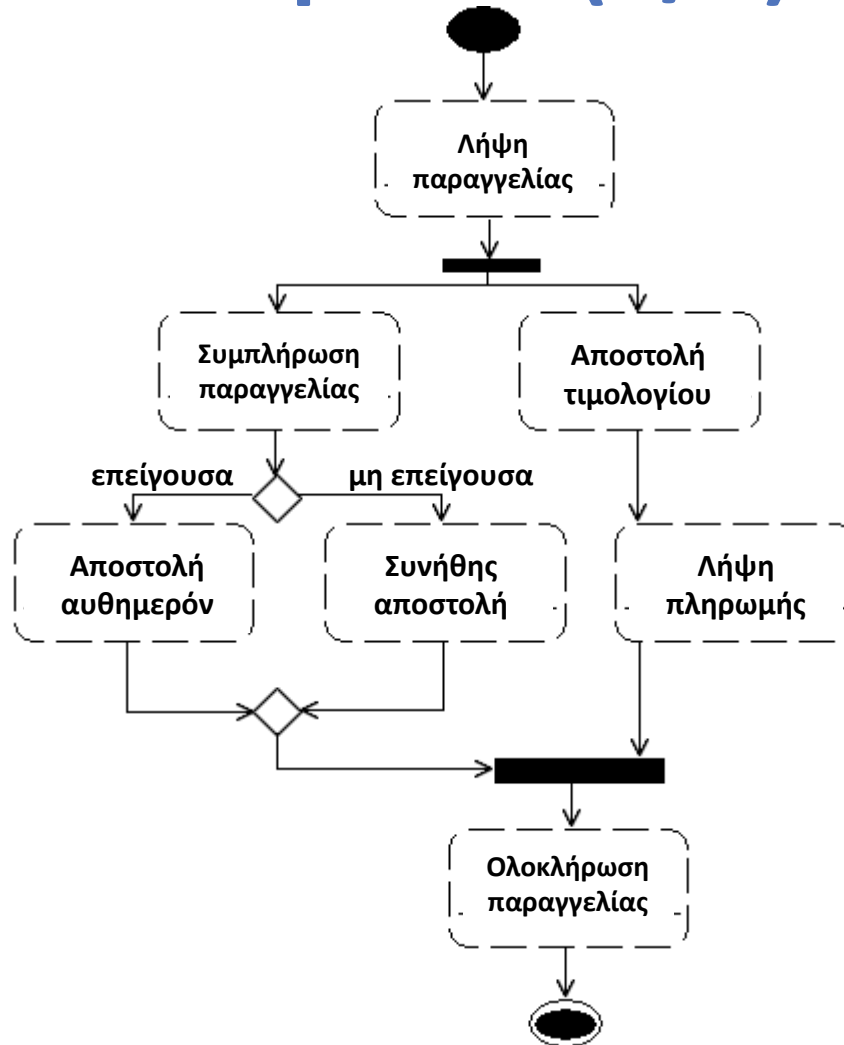 Λήψη
παραγγελίας
Συμπλήρωση
παραγγελίας
Αποστολή
τιμολογίου
επείγουσα
μη επείγουσα
Αποστολή
αυθημερόν
Συνήθης
αποστολή
Λήψη
πληρωμής
Ολοκλήρωση
παραγγελίας